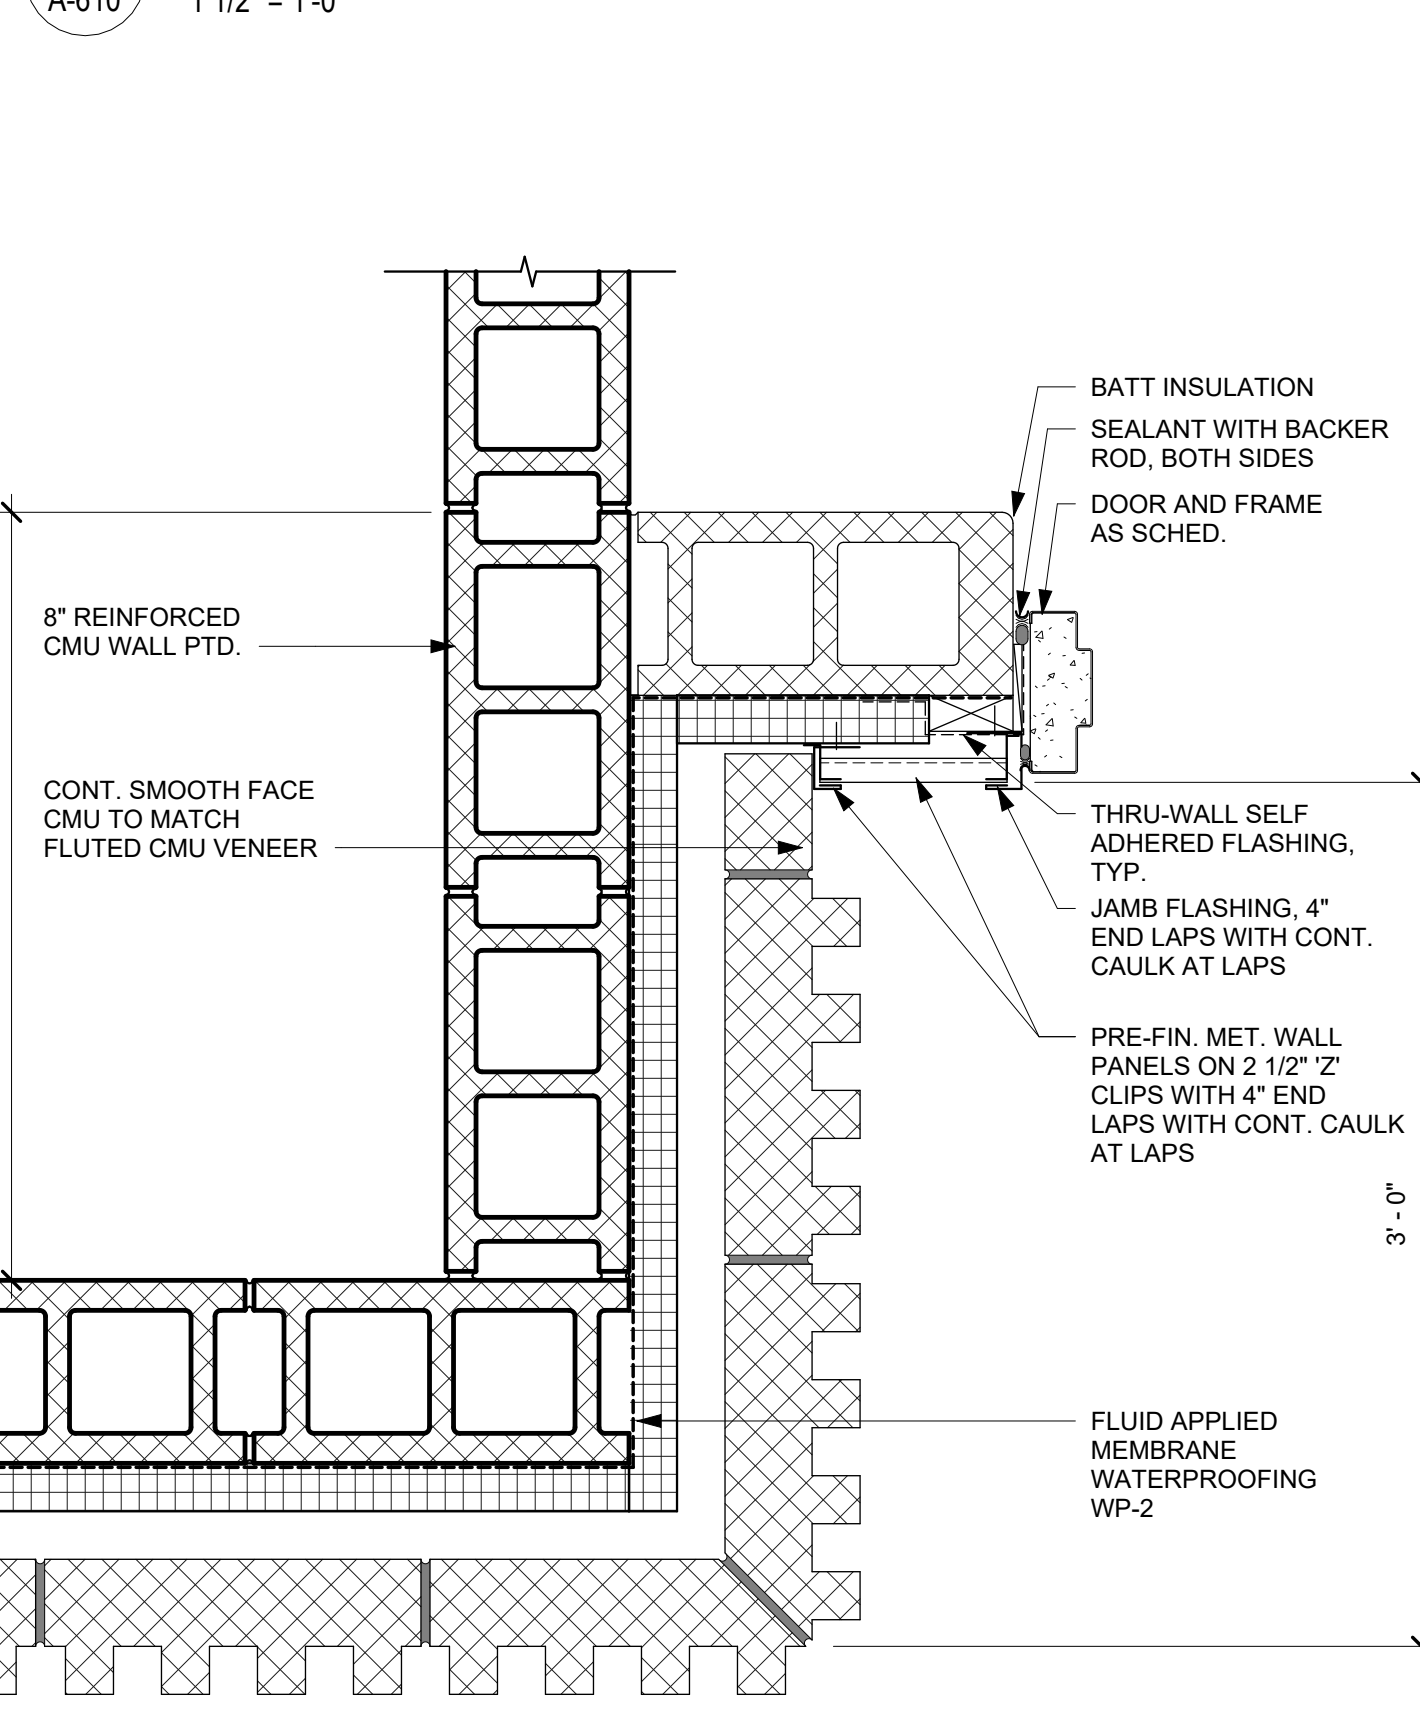 A-610
1 1/2" = 1'-0"
BATT INSULATION
SEALANT WITH BACKER
ROD, BOTH SIDES
DOOR AND FRAME
AS SCHED.
8" REINFORCED
CMU WALL PTD.
CONT. SMOOTH FACE
CMU TO MATCH
FLUTED CMU VENEER
THRU-WALL SELF
ADHERED FLASHING,
TYP.
JAMB FLASHING, 4"
END LAPS WITH CONT.
CAULK AT LAPS
PRE-FIN. MET. WALL
PANELS ON 2 1/2" 'Z'
CLIPS WITH 4" END
LAPS WITH CONT. CAULK
AT LAPS
3' - 0"
FLUID APPLIED
MEMBRANE
WATERPROOFING
WP-2